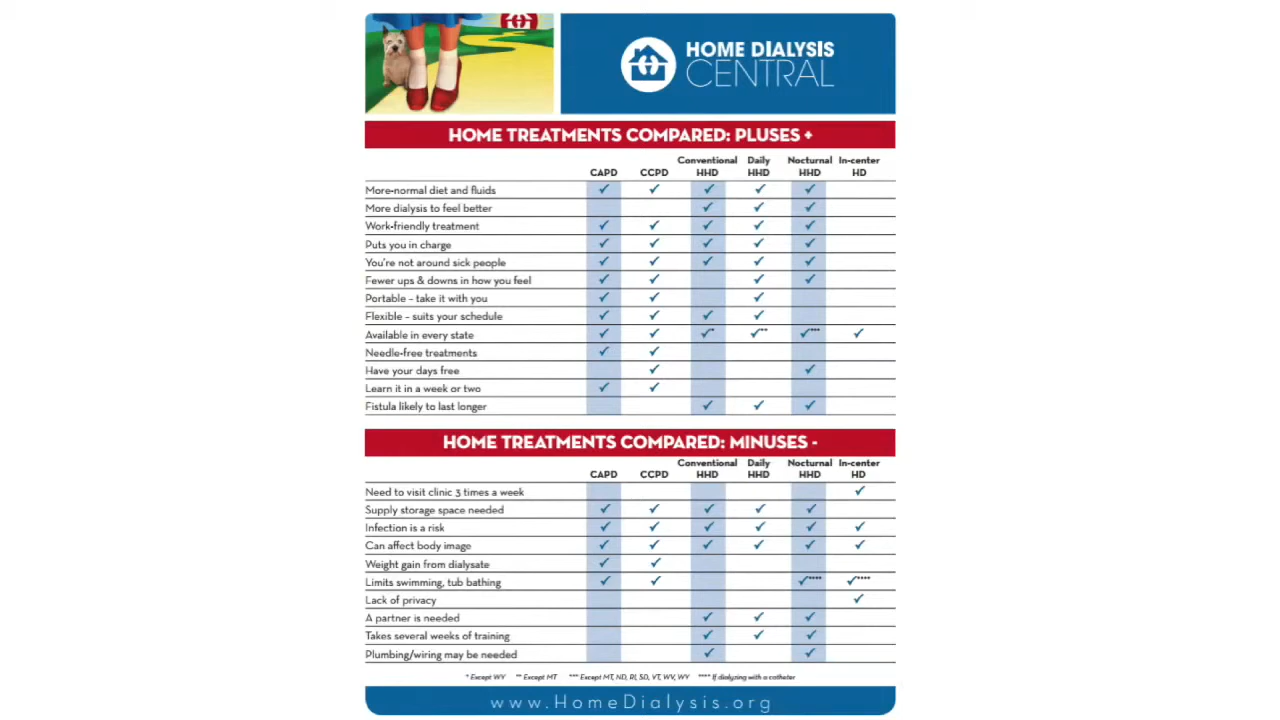 HOME DIALYSIS
CENTRAL
HOME TREATMENTS COMPARED: PLUSES +
CAPD CCPD Conventional HHD Daily HHD Nocturnal HHD In-center HD
More-normal diet and fluids ✓ ✓ ✓ ✓ ✓
More dialysis to feel better ✓ ✓ ✓
Work-friendly treatment ✓ ✓ ✓ ✓ ✓
Puts you in charge ✓ ✓ ✓ ✓ ✓
You're not around sick people ✓ ✓ ✓ ✓ ✓
Fewer ups & downs in how you feel ✓ ✓ ✓ ✓
Portable – take it with you ✓ ✓ ✓
Flexible – suits your schedule ✓ ✓ ✓ ✓
Available in every state ✓ ✓ ✓* ✓** ✓*** ✓
Needle-free treatments ✓ ✓
Have your days free ✓ ✓
Learn it in a week or two ✓ ✓
Fistula likely to last longer ✓ ✓ ✓
HOME TREATMENTS COMPARED: MINUSES -
CAPD CCPD Conventional HHD Daily HHD Nocturnal HHD In-center HD
Need to visit clinic 3 times a week ✓
Supply storage space needed ✓ ✓ ✓ ✓ ✓
Infection is a risk ✓ ✓ ✓ ✓ ✓ ✓
Can affect body image ✓ ✓ ✓ ✓ ✓ ✓
Weight gain from dialysate ✓ ✓
Limits swimming, tub bathing ✓ ✓ ✓**** ✓****
Lack of privacy ✓
A partner is needed ✓ ✓ ✓
Takes several weeks of training ✓ ✓ ✓
Plumbing/wiring may be needed ✓ ✓
* Except WY ** Except MT *** Except MT, ND, RI, SD, VT, WV, WY **** If dialyzing with a catheter
www.HomeDialysis.org